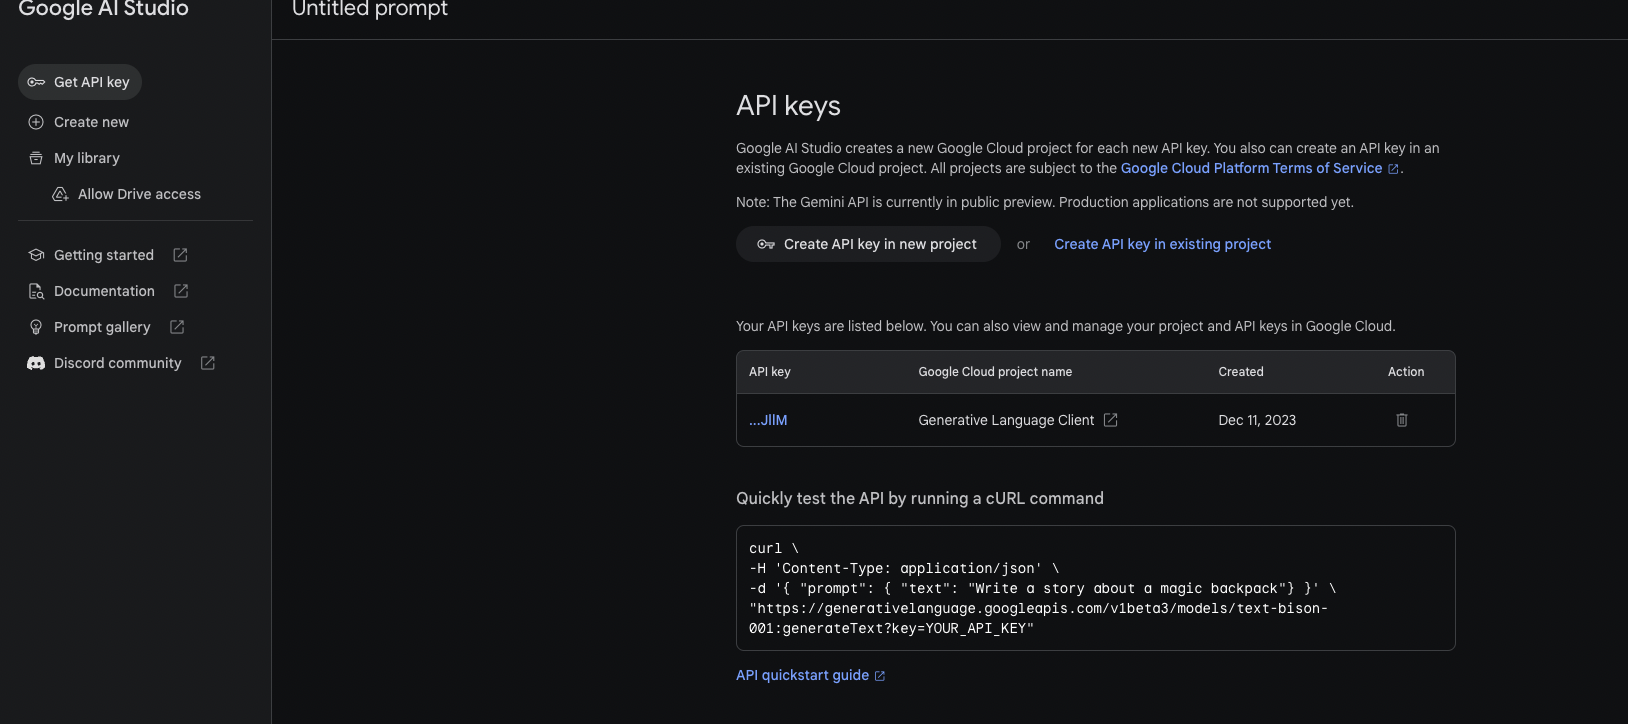 Google AI Studio
Untitled prompt
Get API key
Create new
My library
Allow Drive access
Getting started
Documentation
Prompt gallery
Discord community
API keys
Google AI Studio creates a new Google Cloud project for each new API key. You also can create an API key in an
existing Google Cloud project. All projects are subject to the Google Cloud Platform Terms of Service.
Note: The Gemini API is currently in public preview. Production applications are not supported yet.
Create API key in new project or Create API key in existing project
Your API keys are listed below. You can also view and manage your project and API keys in Google Cloud.
API key Google Cloud project name Created Action
...JllM Generative Language Client Dec 11, 2023
Quickly test the API by running a cURL command
curl \
-H 'Content-Type: application/json' \
-d '{ "prompt": { "text": "Write a story about a magic backpack"} }' \
"https://generativelanguage.googleapis.com/v1beta3/models/text-bison-
001:generateText?key=YOUR_API_KEY"
API quickstart guide